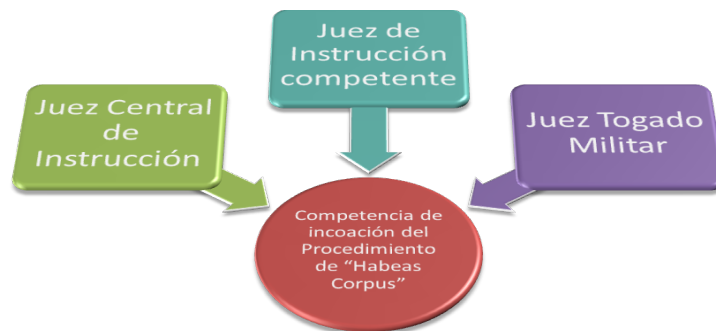 Juez de
Instrucción
competente
Juez Central
de
Instrucción
Juez Togado
Militar
Competencia de
incoación del
Procedimiento
de “Habeas
Corpus”